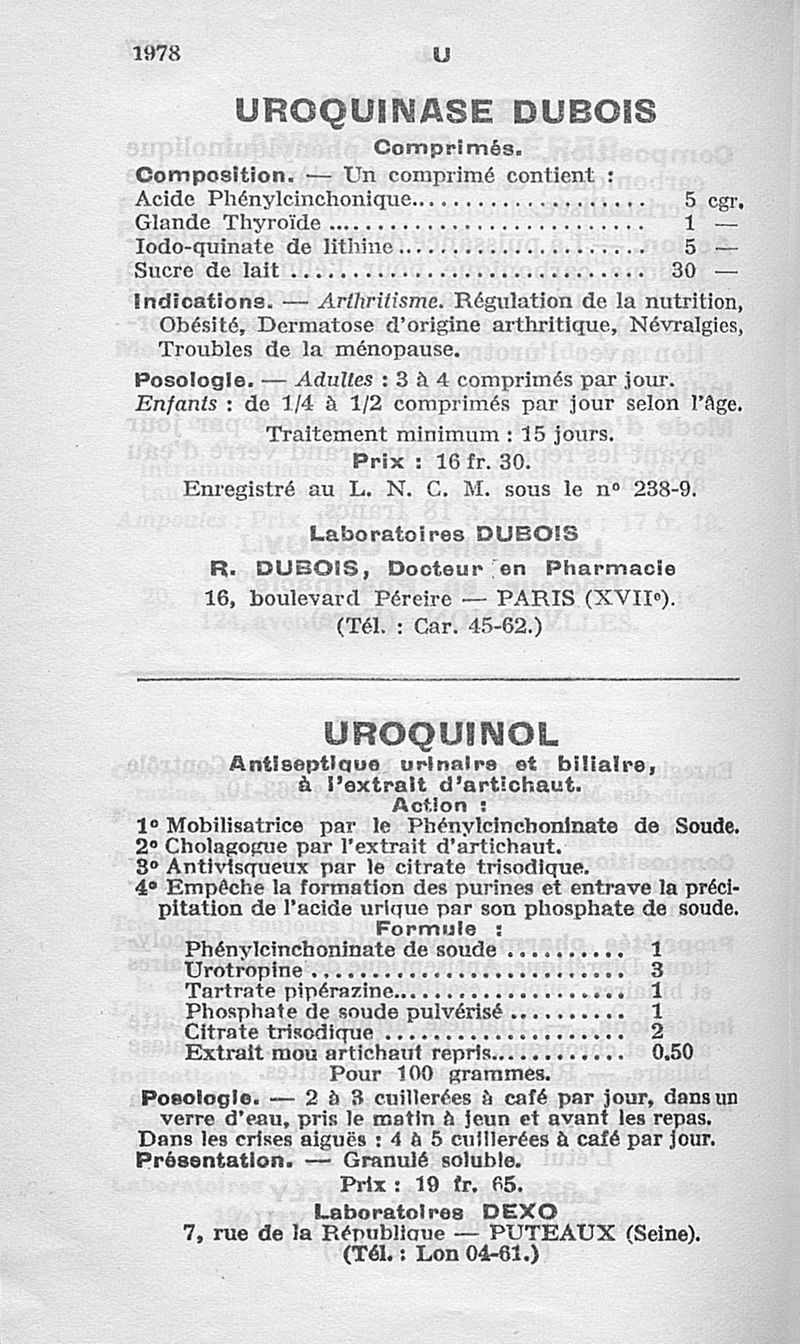 1978 U
UROQUINASE DUBOIS
Comprimés.
Composition. — Un comprimé contient :
Acide Phénylcinchonique.................... 5 cgr.
Glande Thyroïde ........................... 1 —
Iodo-quinate de lithine..................... 5 —
Sucre de lait .............................. 30 —
Indications. — Arthritisme. Régulation de la nutrition,
Obésité, Dermatose d'origine arthritique, Névralgies,
Troubles de la ménopause.
Posologie. — Adultes : 3 à 4 comprimés par jour.
Enfants : de 1/4 à 1/2 comprimés par jour selon l'âge.
Traitement minimum : 15 jours.
Prix : 16 fr. 30.
Enregistré au L. N. C. M. sous le nº 238-9.
Laboratoires DUBOIS
R. DUBOIS, Docteur en Pharmacie
16, boulevard Péreire — PARIS (XVIIe).
(Tél. : Car. 45-62.)
UROQUINOL
Antiseptique urinaire et biliaire,
à l'extrait d'artichaut.
Action :
1º Mobilisatrice par le Phénylcinchoninate de Soude.
2º Cholagogue par l'extrait d'artichaut.
3º Antivisqueux par le citrate trisodique.
4º Empêche la formation des purines et entrave la préci-
pitation de l'acide urique par son phosphate de soude.
Formule :
Phénylcinchoninate de soude .......... 1
Urotropine ........................... 3
Tartrate pipérazine.................... 1
Phosphate de soude pulvérisé .......... 1
Citrate trisodique .................... 2
Extrait mou artichaut repris............ 0.50
Pour 100 grammes.
Posologie. — 2 à 3 cuillerées à café par jour, dans un
verre d'eau, pris le matin à jeun et avant les repas.
Dans les crises aiguës : 4 à 5 cuillerées à café par jour.
Présentation. — Granulé soluble.
Prix : 19 fr. 65.
Laboratoires DEXO
7, rue de la République — PUTEAUX (Seine).
(Tél. : Lon 04-61.)